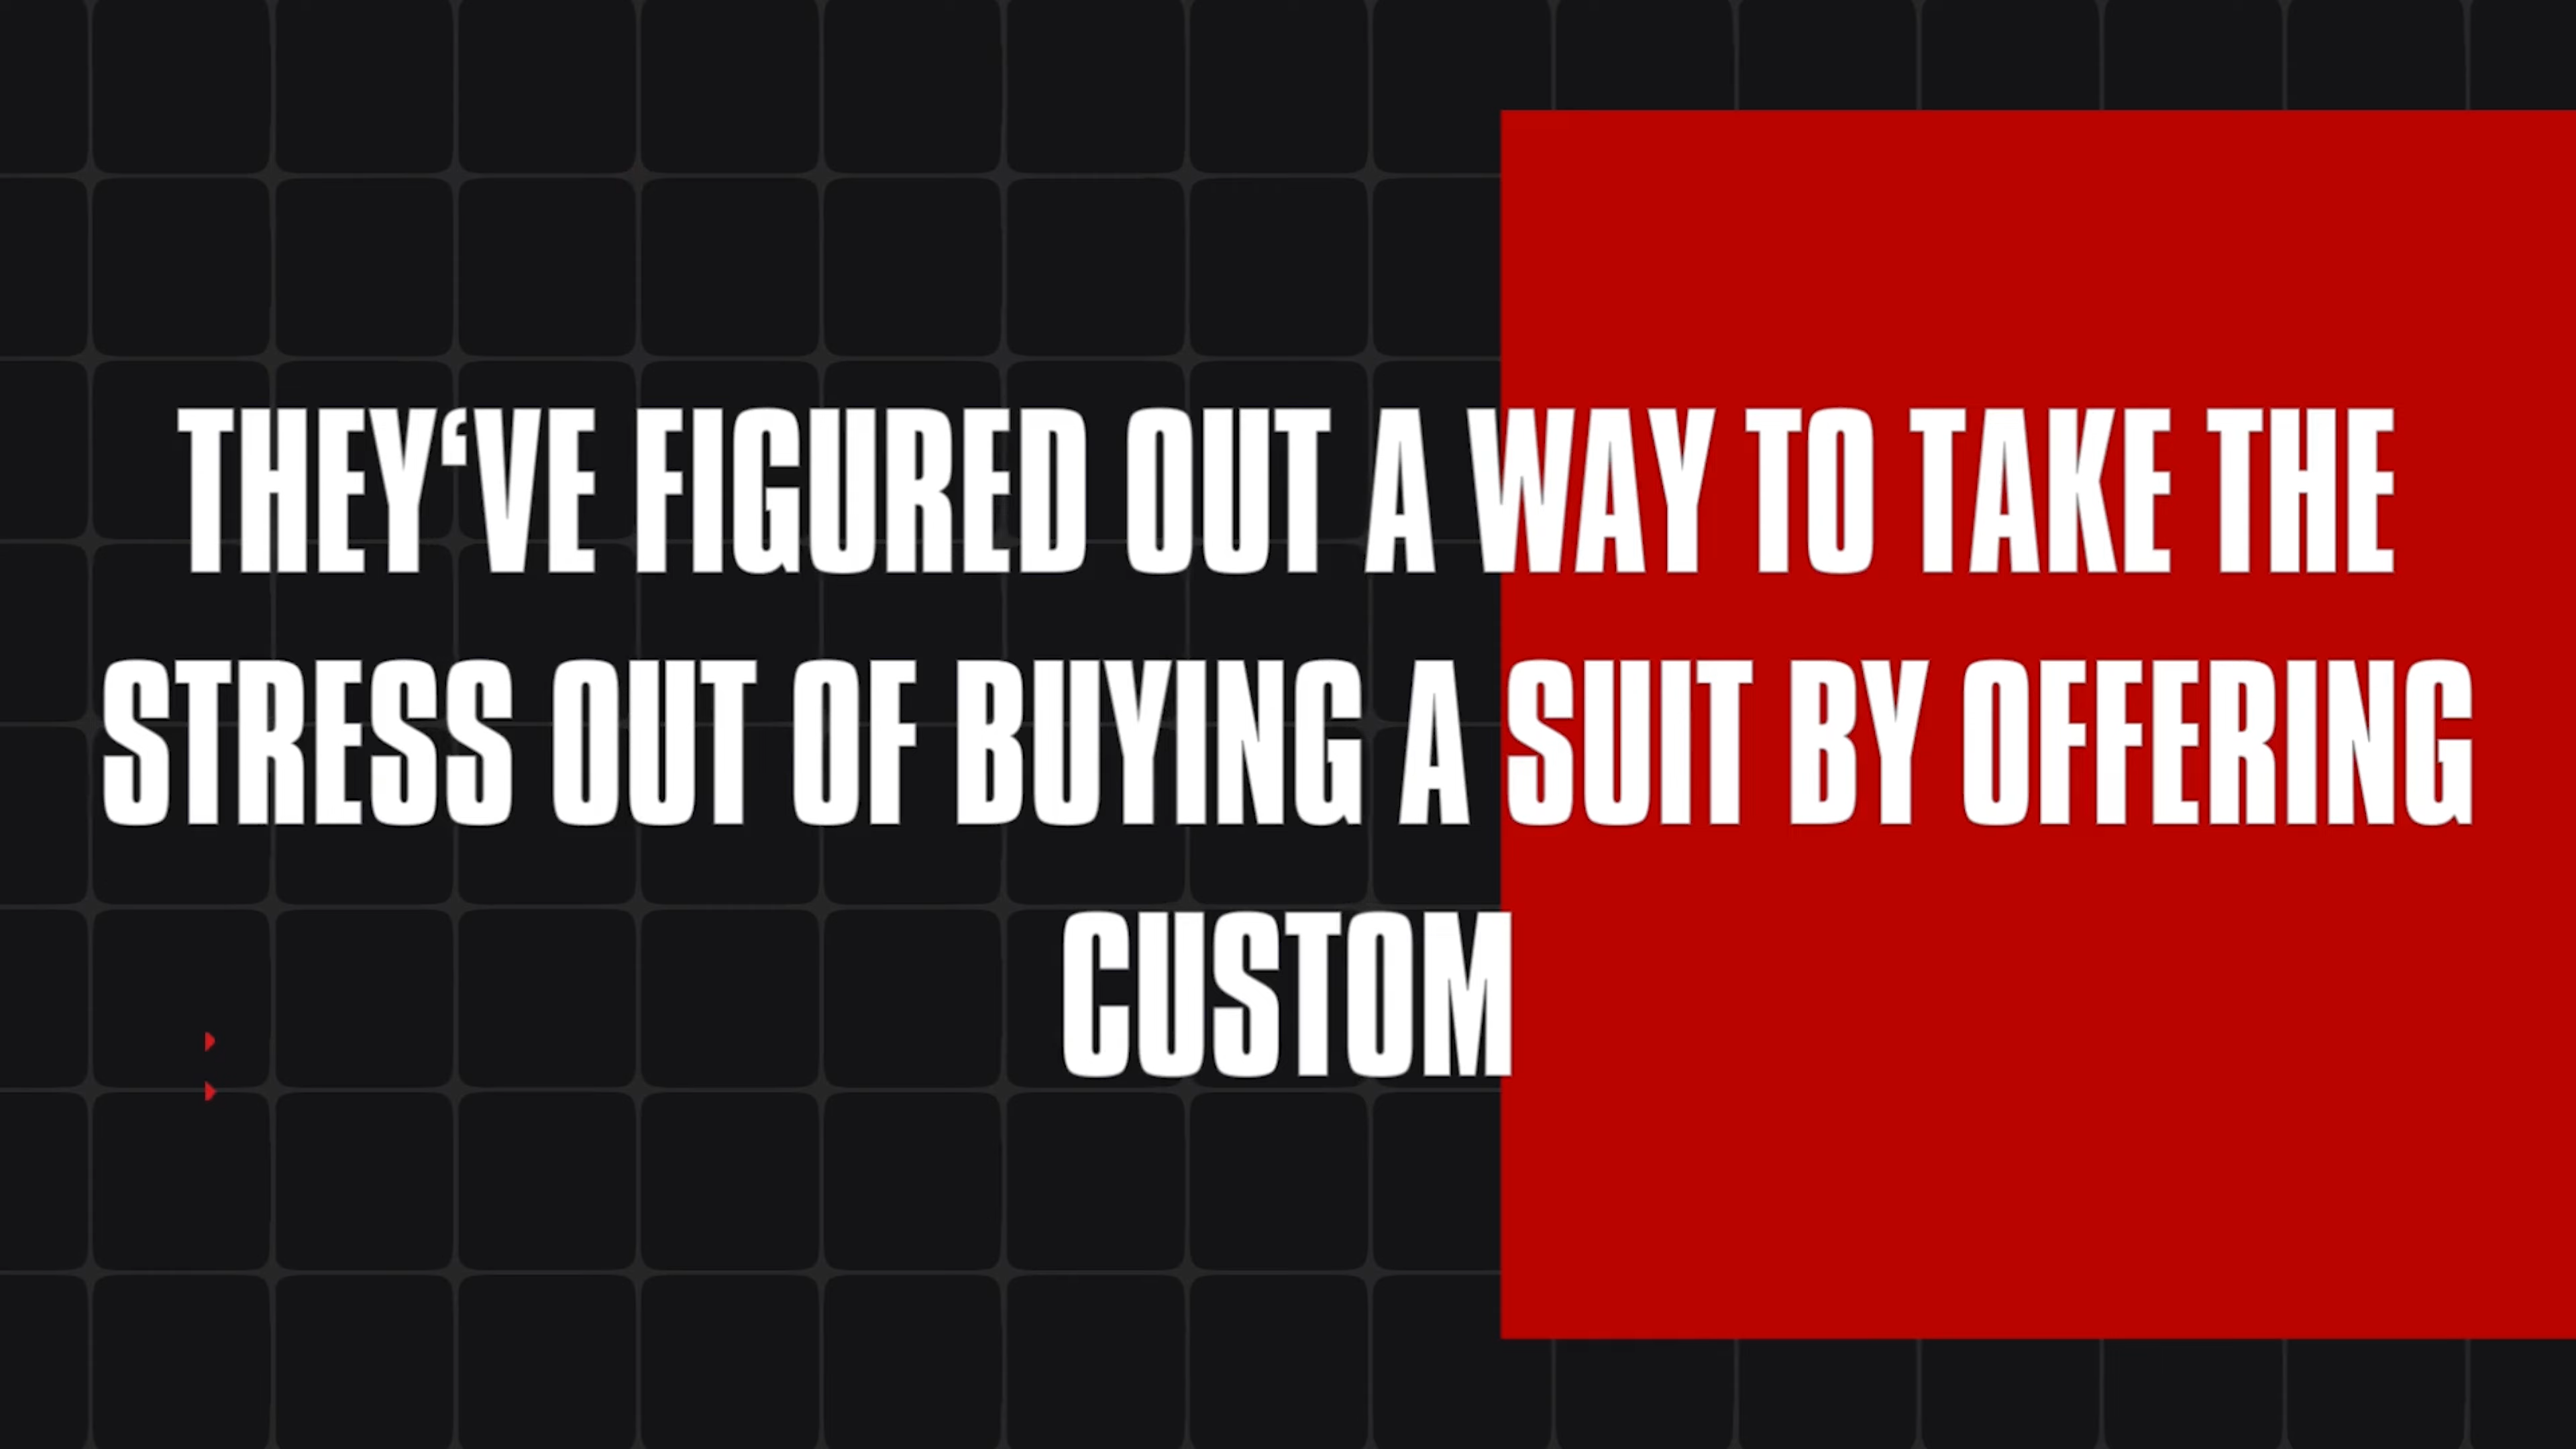 THEY‘VE FIGURED OUT A WAY TO TAKE THE
STRESS OUT OF BUYING A SUIT BY OFFERING
CUSTOM